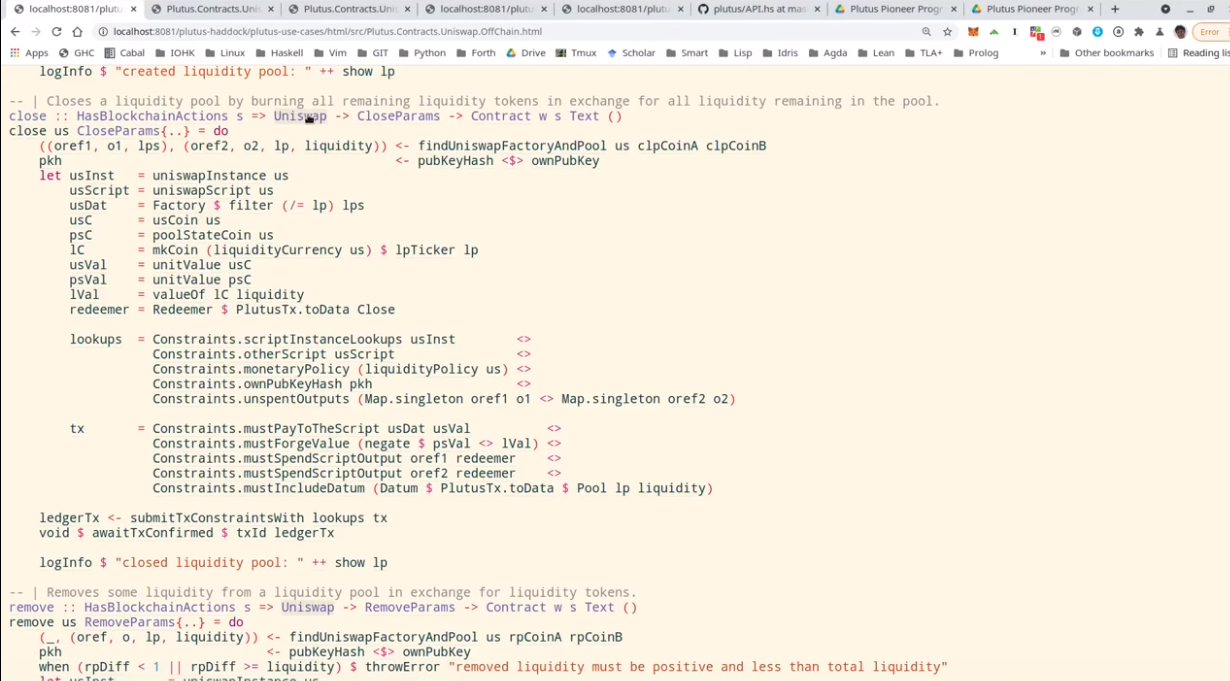 localhost:8081/plutu Plutus.Contracts.Unis Plutus.Contracts.Unis localhost:8081/plutu localhost:8081/plutu plutus/API.hs at mas Plutus Pioneer Progr Plutus Pioneer Progr
localhost:8081/plutus-haddock/plutus-use-cases/html/src/Plutus.Contracts.Uniswap.OffChain.html Error
Apps GHC Cabal IOHK Linux Haskell Vim GIT Python Forth Drive Tmux Scholar Smart Lisp Idris Agda Lean TLA+ Prolog » Other bookmarks Reading lis
logInfo $ "created liquidity pool: " ++ show lp
-- | Closes a liquidity pool by burning all remaining liquidity tokens in exchange for all liquidity remaining in the pool.
close :: HasBlockchainActions s => Uniswap -> CloseParams -> Contract w s Text ()
close us CloseParams{..} = do
((oref1, o1, lps), (oref2, o2, lp, liquidity)) <- findUniswapFactoryAndPool us clpCoinA clpCoinB
pkh <- pubKeyHash <$> ownPubKey
let usInst = uniswapInstance us
usScript = uniswapScript us
usDat = Factory $ filter (/= lp) lps
usC = usCoin us
psC = poolStateCoin us
lC = mkCoin (liquidityCurrency us) $ lpTicker lp
usVal = unitValue usC
psVal = unitValue psC
lVal = valueOf lC liquidity
redeemer = Redeemer $ PlutusTx.toData Close
lookups = Constraints.scriptInstanceLookups usInst <>
Constraints.otherScript usScript <>
Constraints.monetaryPolicy (liquidityPolicy us) <>
Constraints.ownPubKeyHash pkh <>
Constraints.unspentOutputs (Map.singleton oref1 o1 <> Map.singleton oref2 o2)
tx = Constraints.mustPayToTheScript usDat usVal <>
Constraints.mustForgeValue (negate $ psVal <> lVal) <>
Constraints.mustSpendScriptOutput oref1 redeemer <>
Constraints.mustSpendScriptOutput oref2 redeemer <>
Constraints.mustIncludeDatum (Datum $ PlutusTx.toData $ Pool lp liquidity)
ledgerTx <- submitTxConstraintsWith lookups tx
void $ awaitTxConfirmed $ txId ledgerTx
logInfo $ "closed liquidity pool: " ++ show lp
-- | Removes some liquidity from a liquidity pool in exchange for liquidity tokens.
remove :: HasBlockchainActions s => Uniswap -> RemoveParams -> Contract w s Text ()
remove us RemoveParams{..} = do
(_, (oref, o, lp, liquidity)) <- findUniswapFactoryAndPool us rpCoinA rpCoinB
pkh <- pubKeyHash <$> ownPubKey
when (rpDiff < 1 || rpDiff >= liquidity) $ throwError "removed liquidity must be positive and less than total liquidity"
let usInst = uniswapInstance us